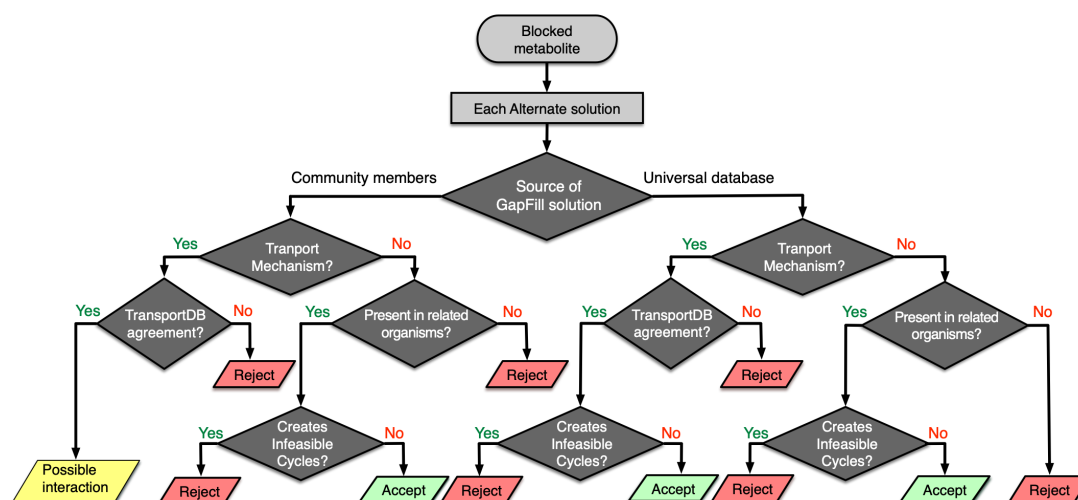 Blocked
metabolite
Each Alternate solution
Community members
Source of
GapFill solution
Universal database
Yes
Tranport
Mechanism?
No
Yes
Tranport
Mechanism?
No
Yes
TransportDB
agreement?
No
Yes
Present in related
organisms?
No
Yes
TransportDB
agreement?
No
Yes
Present in related
organisms?
No
Reject
Reject
Reject
Yes
Creates
Infeasible
Cycles?
No
Yes
Creates
Infeasible
Cycles?
No
Yes
Creates
Infeasible
Cycles?
No
Possible
interaction
Reject
Accept
Reject
Accept
Reject
Accept
Reject